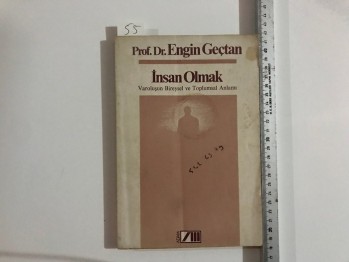 55
Prof. Dr. Engin Geçtan
İnsan Olmak
Varoluşun Bireysel ve Toplumsal Anlamı